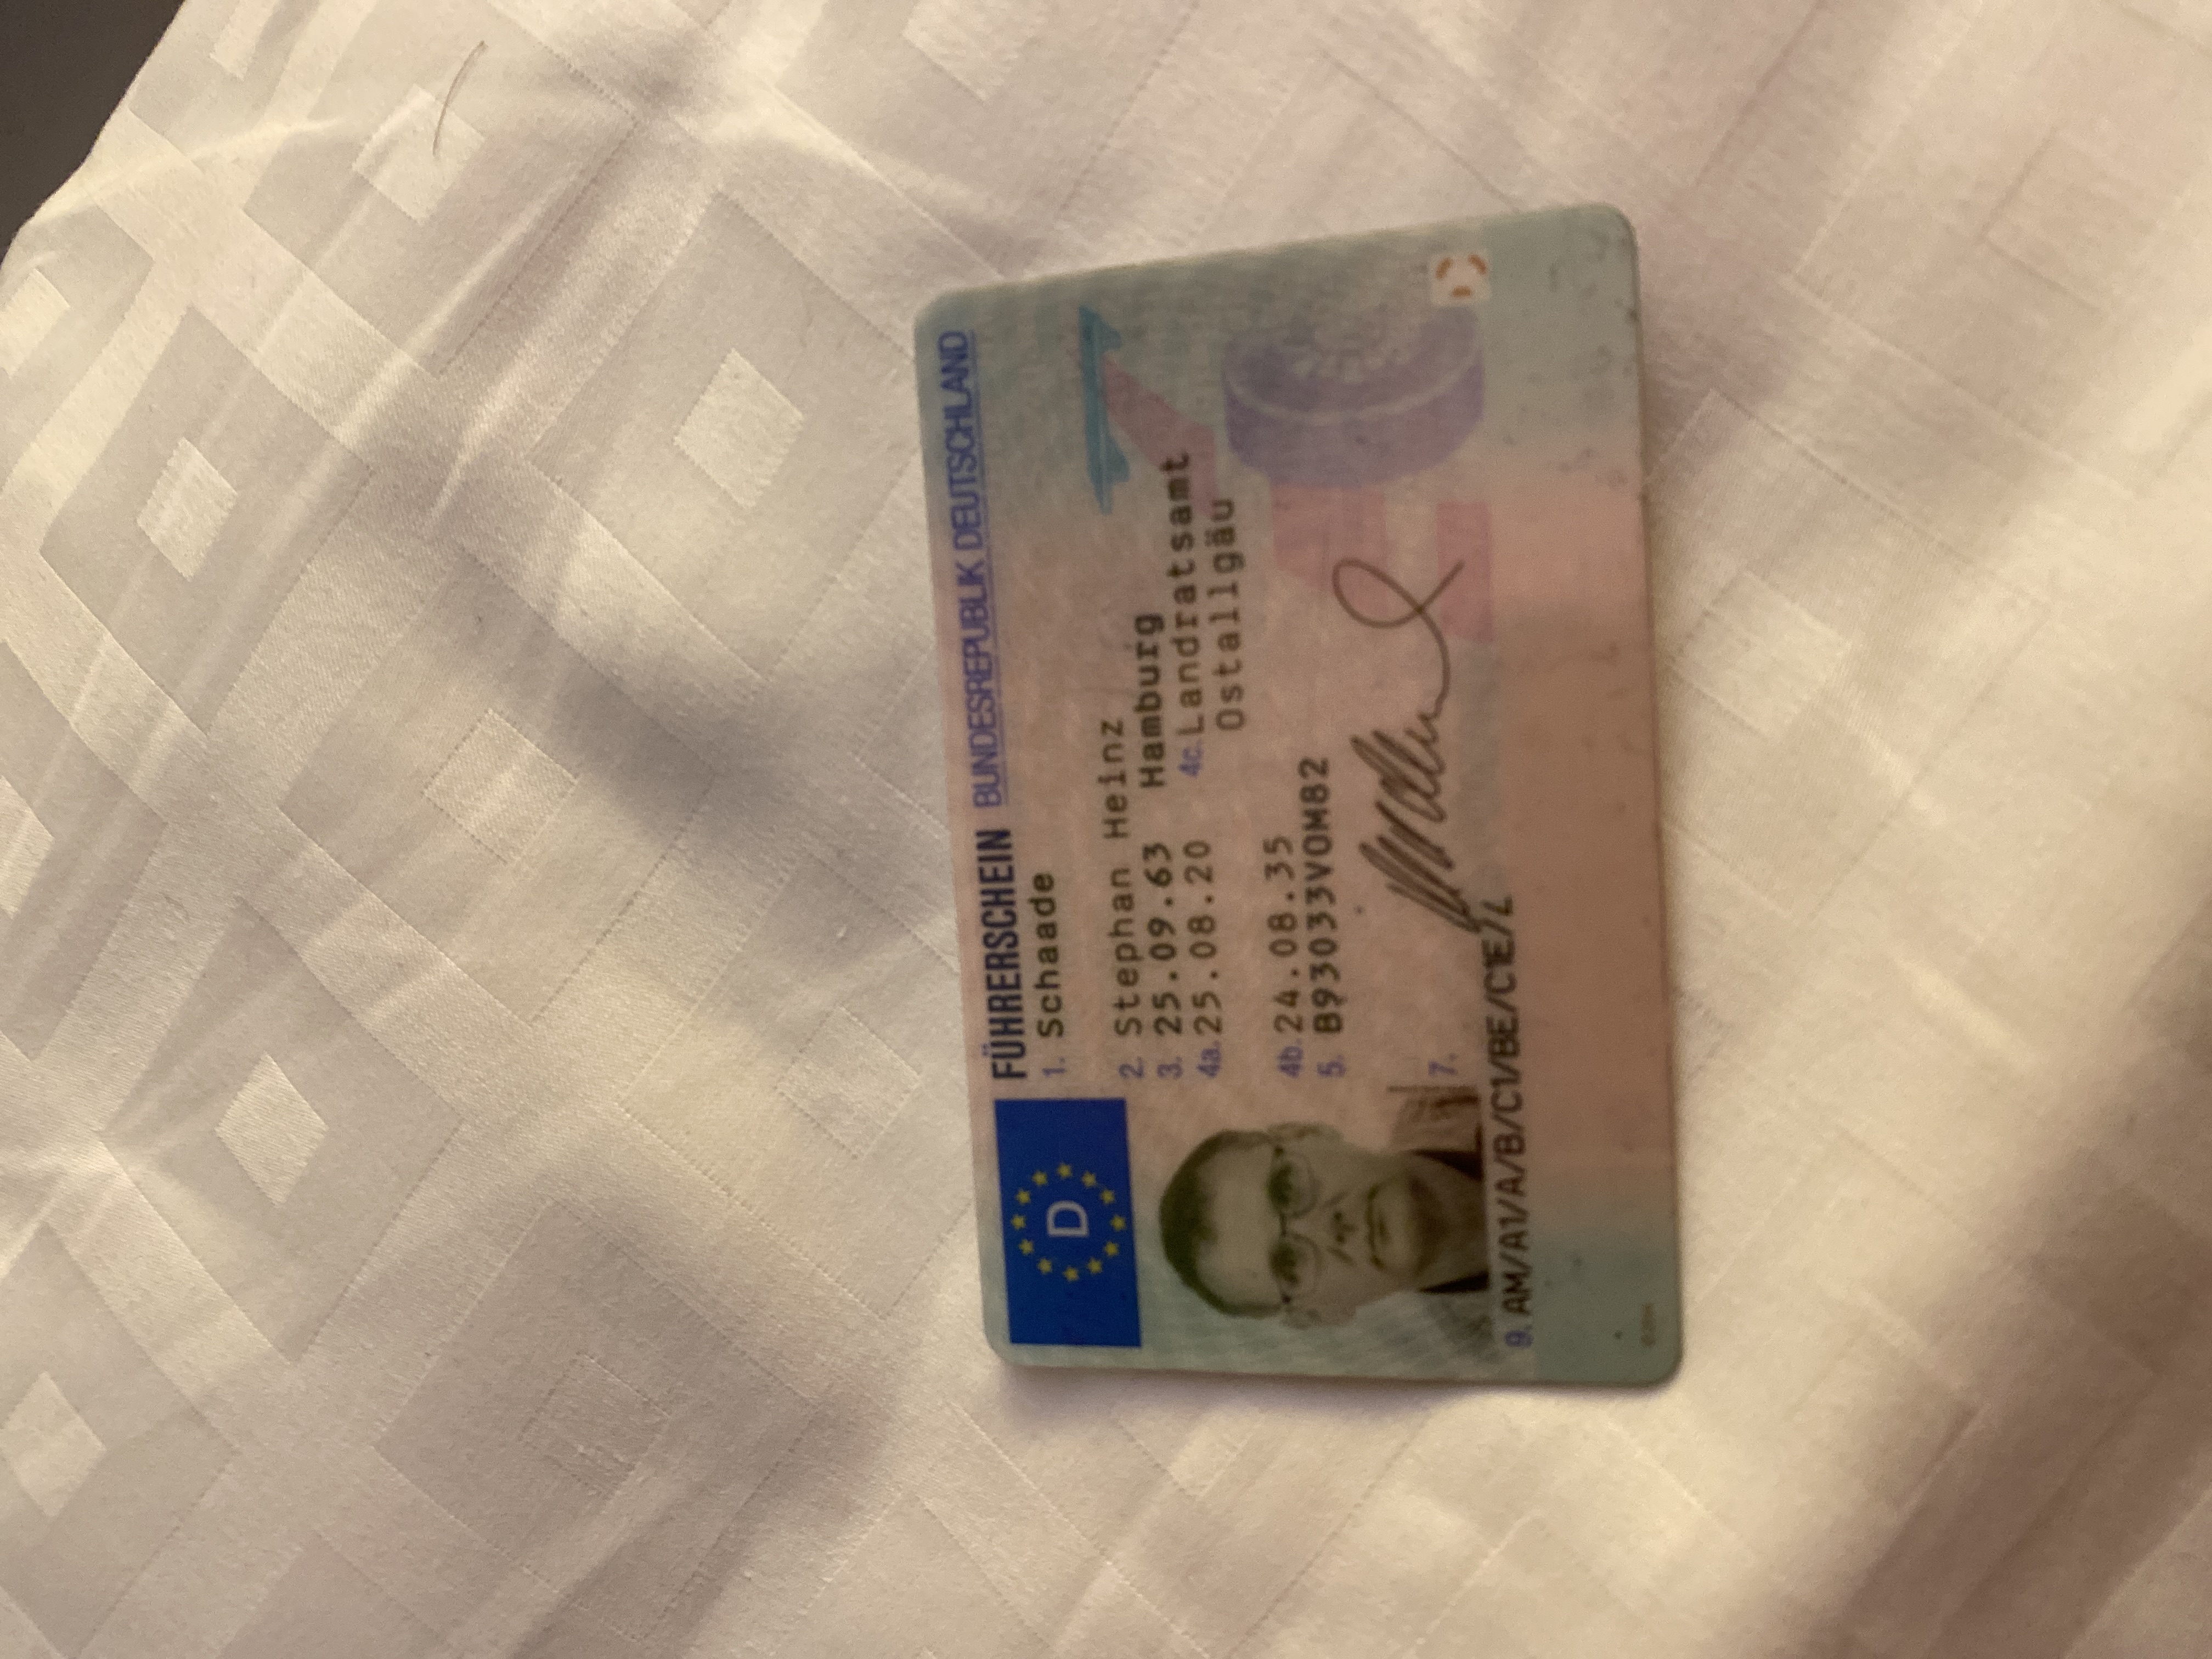 D
FÜHRERSCHEIN BUNDESREPUBLIK DEUTSCHLAND
1. Schaade
2. Stephan Heinz
3. 25.09.63 Hamburg
4a. 25.08.20 4c. Landratsamt
Ostallgäu
4b. 24.08.35
5. B93033VOM82
7.
9. AM/A1/A/B/C1/BE/C1E/L